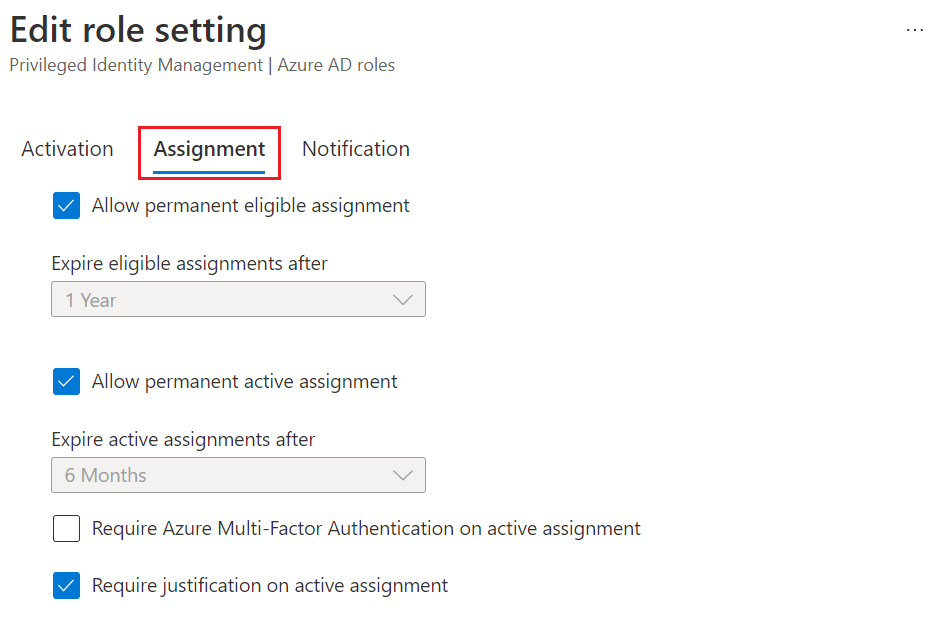 Edit role setting
...
Privileged Identity Management | Azure AD roles
Activation Assignment Notification
Allow permanent eligible assignment
Expire eligible assignments after
1 Year
Allow permanent active assignment
Expire active assignments after
6 Months
Require Azure Multi-Factor Authentication on active assignment
Require justification on active assignment